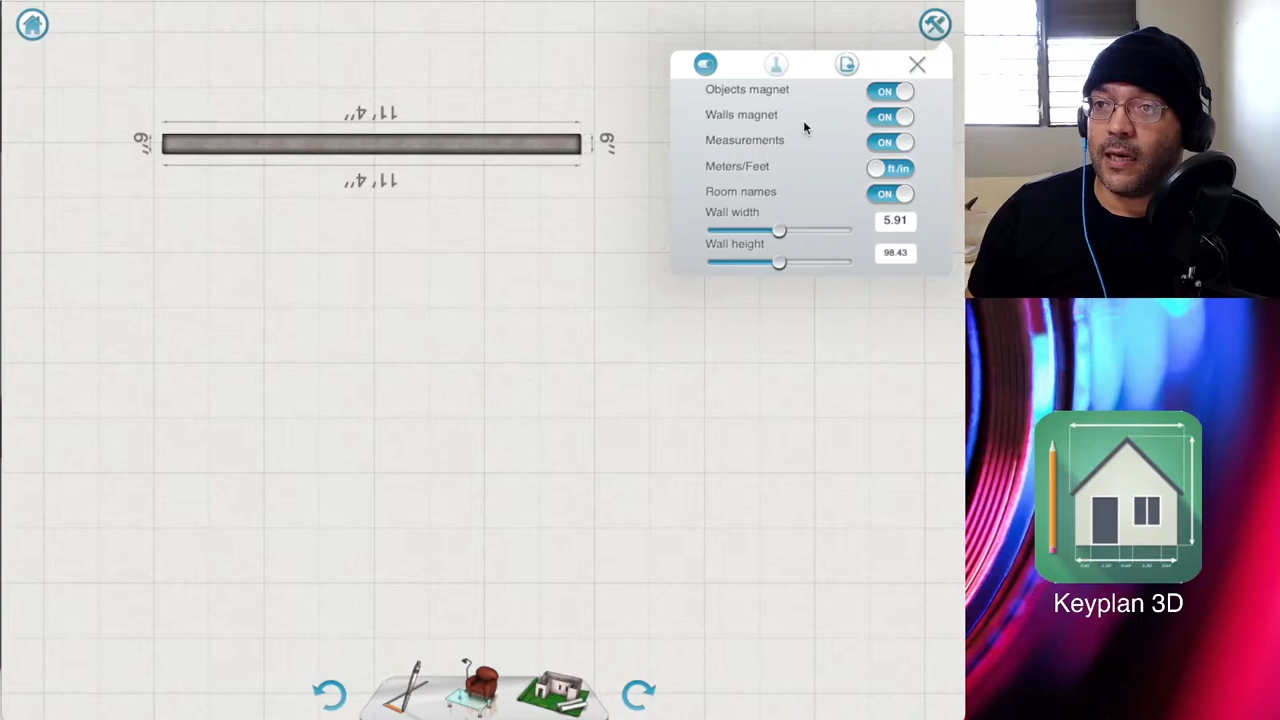 11'4''
6''
6''
11'4''
Objects magnet ON
Walls magnet ON
Measurements ON
Meters/Feet ft/in
Room names ON
Wall width 5.91
Wall height 98.43
Keyplan 3D